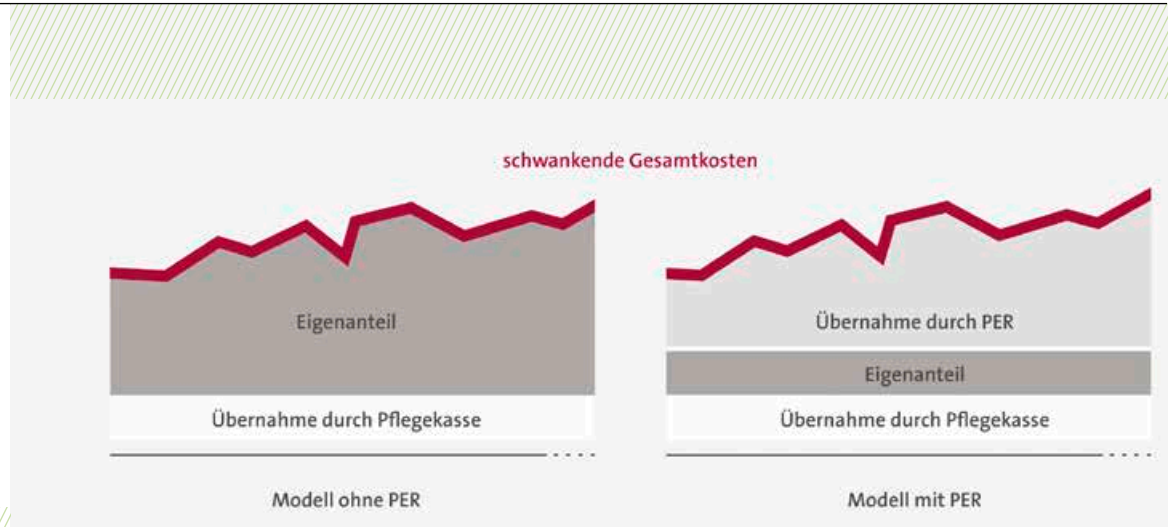 schwankende Gesamtkosten
Eigenanteil
Übernahme durch Pflegekasse
Modell ohne PER
Übernahme durch PER
Eigenanteil
Übernahme durch Pflegekasse
Modell mit PER